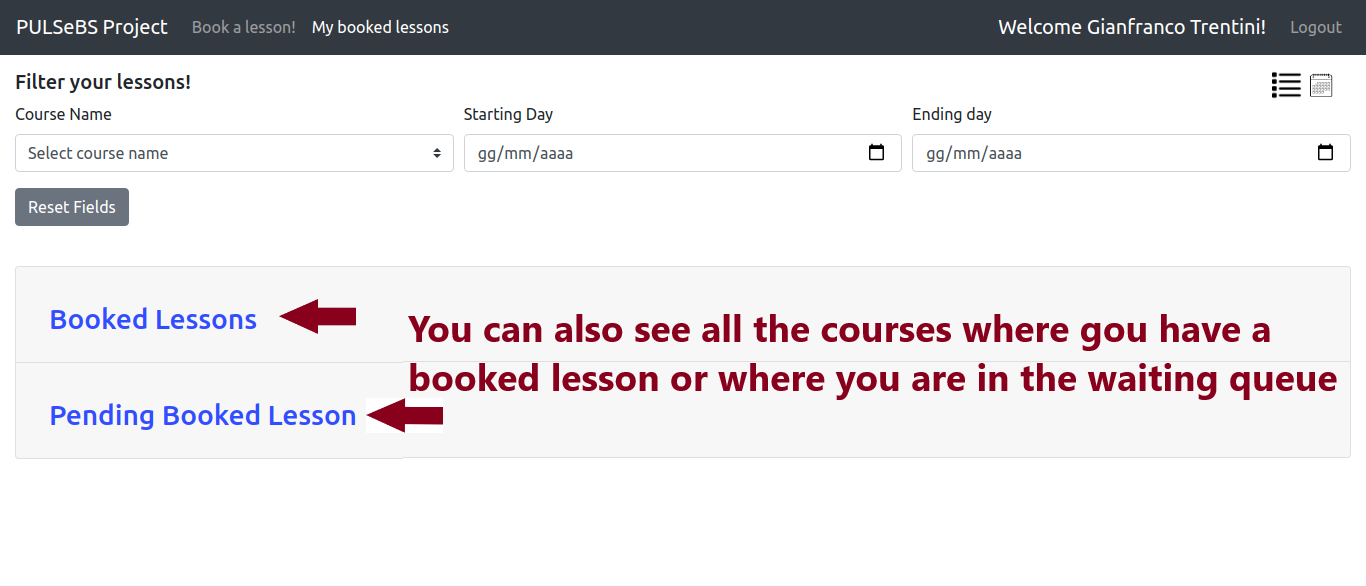 PULSeBS Project Book a lesson! My booked lessons Welcome Gianfranco Trentini! Logout
Filter your lessons!
Course Name Starting Day Ending day
Select course name gg/mm/aaaa gg/mm/aaaa
Reset Fields
Booked Lessons
You can also see all the courses where gou have a
booked lesson or where you are in the waiting queue
Pending Booked Lesson